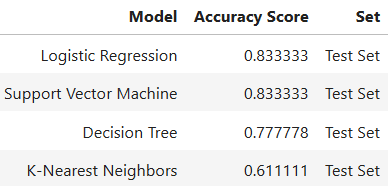 Model Accuracy Score Set
Logistic Regression 0.833333 Test Set
Support Vector Machine 0.833333 Test Set
Decision Tree 0.777778 Test Set
K-Nearest Neighbors 0.611111 Test Set